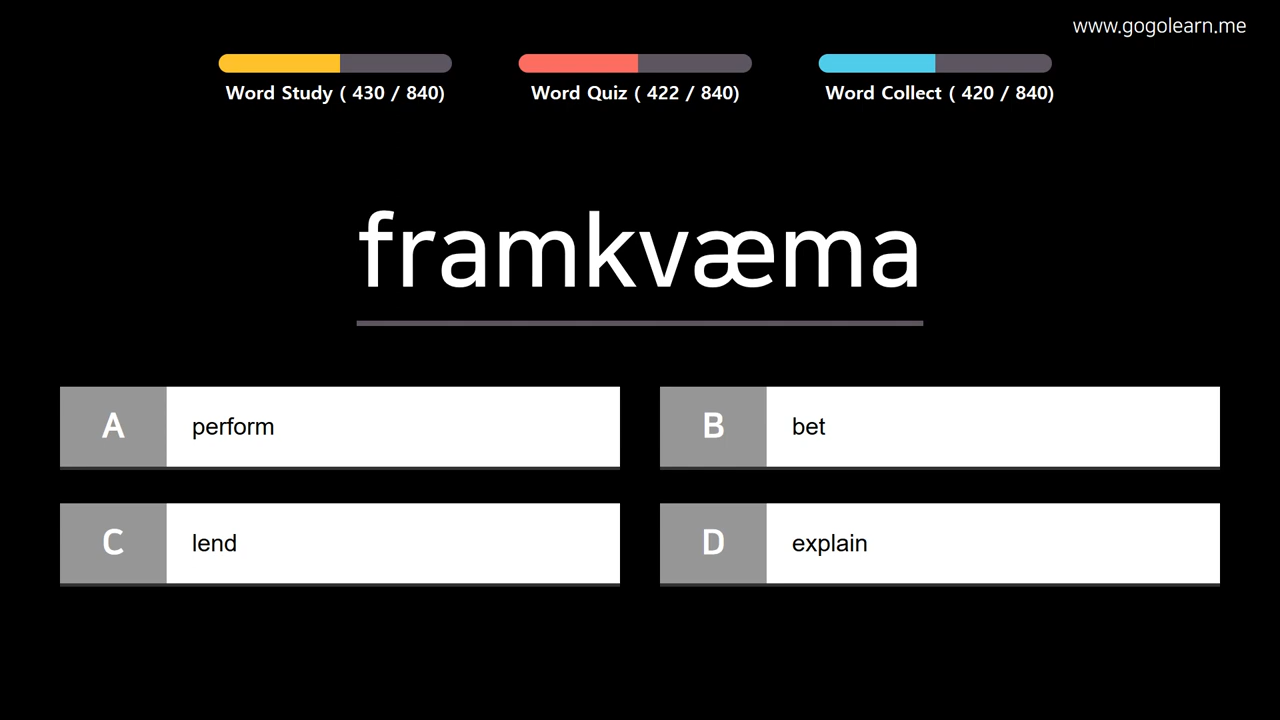 www.gogolearn.me
Word Study ( 430 / 840)
Word Quiz ( 422 / 840)
Word Collect ( 420 / 840)
framkvæma
A perform
B bet
C lend
D explain